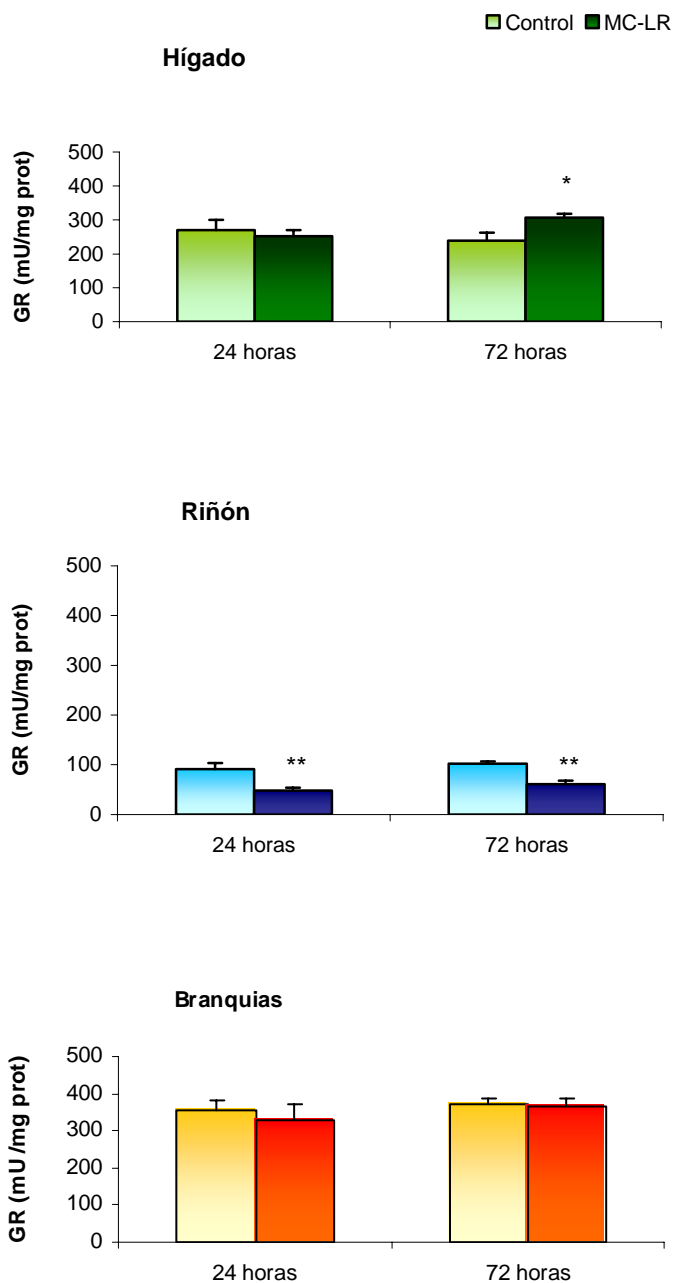 Control MC-LR
Hígado
500
400
300
200
100
0
GR (mU/mg prot)
*
24 horas 72 horas
Riñón
500
400
300
200
100
0
GR (mU/mg prot)
** **
24 horas 72 horas
Branquias
500
400
300
200
100
0
GR (mU /mg prot)
24 horas 72 horas